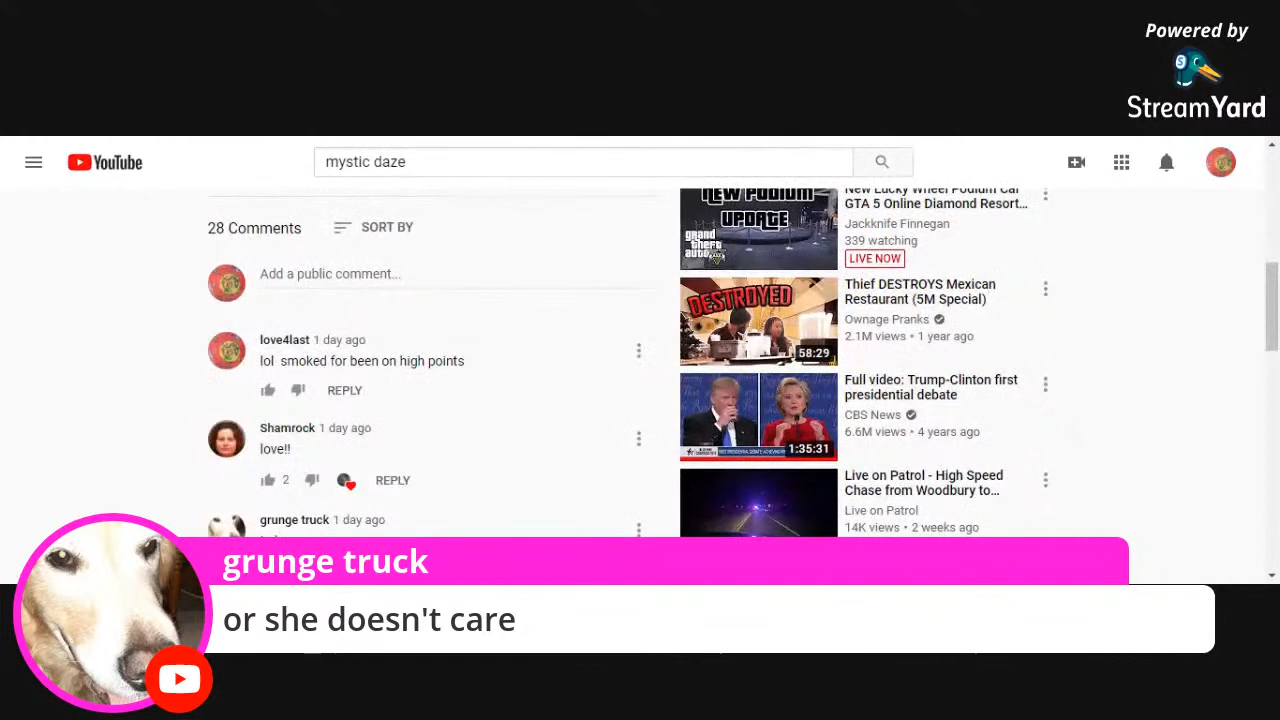 Powered by
StreamYard
YouTube
mystic daze
28 Comments
SORT BY
Add a public comment...
love4last 1 day ago
lol smoked for been on high points
REPLY
Shamrock 1 day ago
love!!
2
REPLY
grunge truck 1 day ago
NEW PODIUM
UPDATE
grand
theft
auto
New Lucky Wheel Podium Car
GTA 5 Online Diamond Resort...
Jackknife Finnegan
339 watching
LIVE NOW
DESTROYED
58:29
Thief DESTROYS Mexican
Restaurant (5M Special)
Ownage Pranks
2.1M views • 1 year ago
1:35:31
Full video: Trump-Clinton first
presidential debate
CBS News
6.6M views • 4 years ago
Live on Patrol - High Speed
Chase from Woodbury to...
Live on Patrol
14K views • 2 weeks ago
grunge truck
or she doesn't care